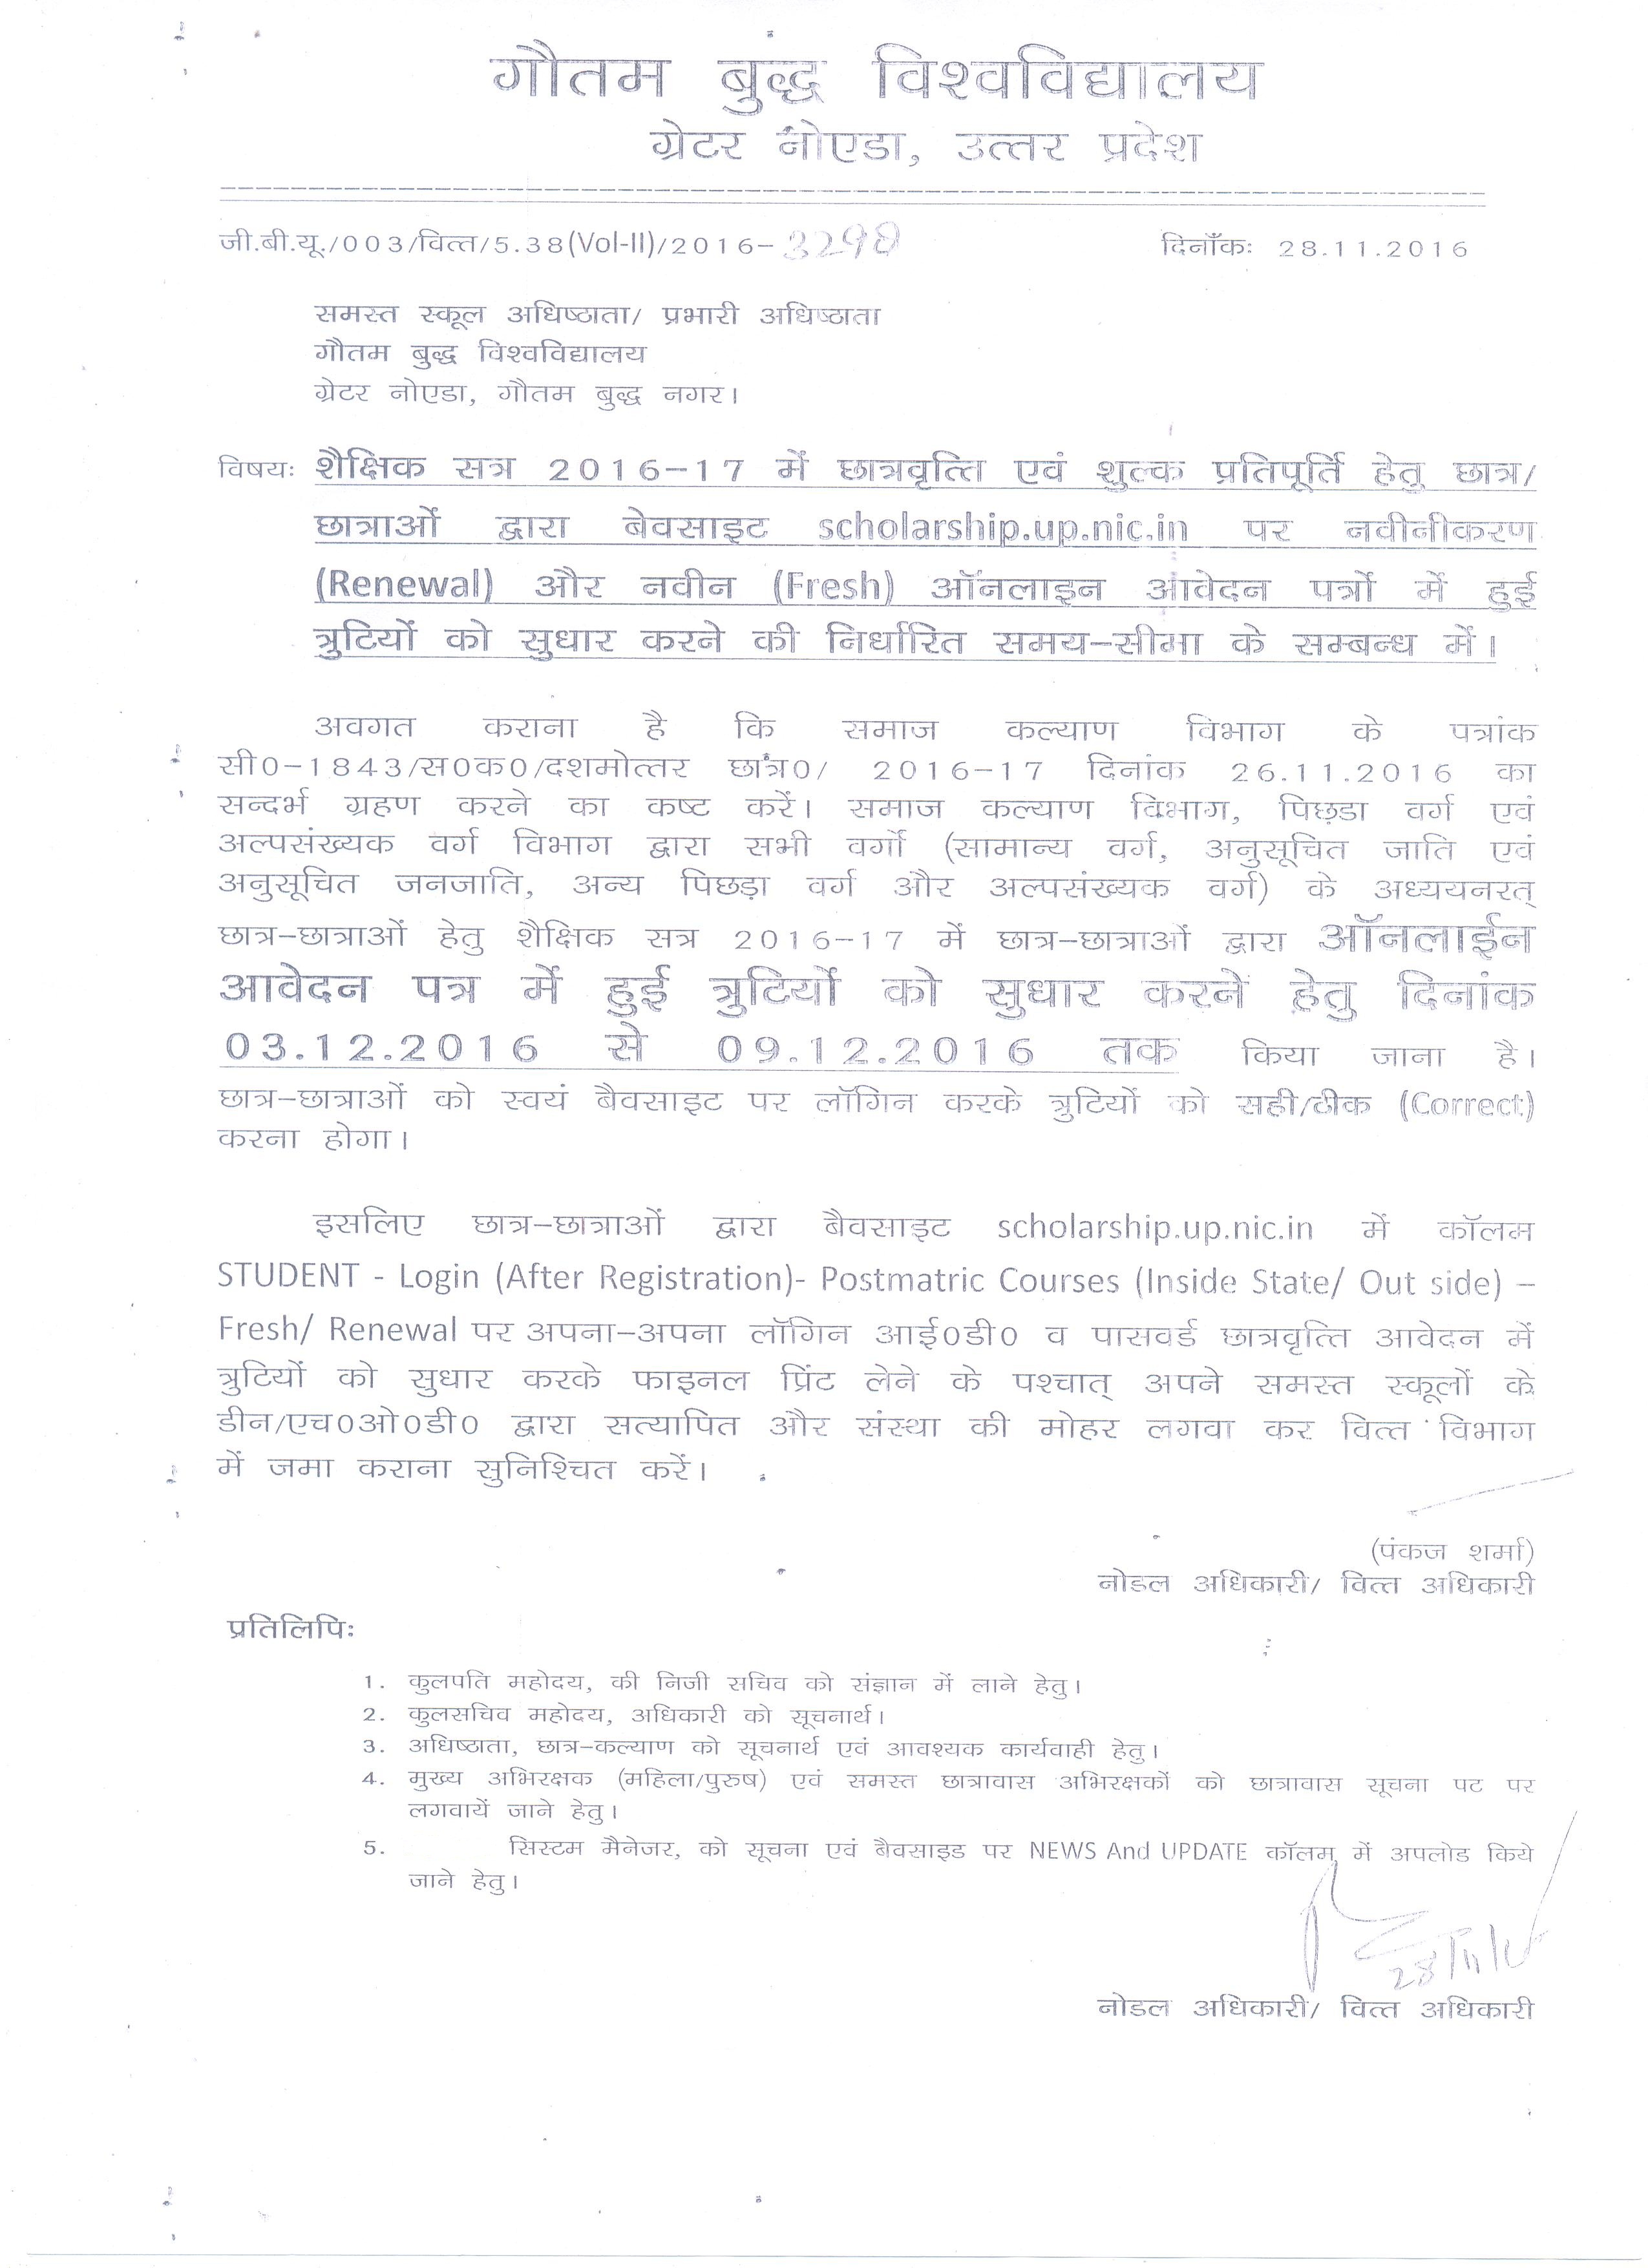 गौतम बुद्ध विश्वविद्यालय
ग्रेटर नोएडा, उत्तर प्रदेश
जी.बी.यू./003/वित्त/5.38(Vol-II)/2016-
दिनाँकः 28.11.2016
समस्त स्कूल अधिष्ठाता/ प्रभारी अधिष्ठाता
गौतम बुद्ध विश्वविद्यालय
ग्रेटर नोएडा, गौतम बुद्ध नगर।
विषयः शैक्षिक सत्र 2016-17 में छात्रवृत्ति एवं शुल्क प्रतिपूर्ति हेतु छात्र/
छात्राओं द्वारा बेवसाइट scholarship.up.nic.in पर नवीनीकरण
(Renewal) और नवीन (Fresh) ऑनलाइन आवेदन पत्रों में हुई
त्रुटियों को सुधार करने की निर्धारित समय-सीमा के सम्बन्ध में।
अवगत कराना है कि समाज कल्याण विभाग के पत्रांक
सी0-1843/स0क0/दशमोत्तर छात्र0/ 2016-17 दिनांक 26.11.2016 का
सन्दर्भ ग्रहण करने का कष्ट करें। समाज कल्याण विभाग, पिछडा वर्ग एवं
अल्पसंख्यक वर्ग विभाग द्वारा सभी वर्गों (सामान्य वर्ग, अनुसूचित जाति एवं
अनुसूचित जनजाति, अन्य पिछड़ा वर्ग और अल्पसंख्यक वर्ग) के अध्ययनरत्
छात्र-छात्राओं हेतु शैक्षिक सत्र 2016-17 में छात्र-छात्राओं द्वारा ऑनलाईन
आवेदन पत्र में हुई त्रुटियों को सुधार करने हेतु दिनांक
03.12.2016 से 09.12.2016 तक किया जाना है।
छात्र-छात्राओं को स्वयं बैवसाइट पर लॉगिन करके त्रुटियों को सही/ठीक (Correct)
करना होगा।
इसलिए छात्र-छात्राओं द्वारा बैवसाइट scholarship.up.nic.in में कॉलम
STUDENT - Login (After Registration)- Postmatric Courses (Inside State/ Out side) –
Fresh/ Renewal पर अपना-अपना लॉगिन आई0डी0 व पासवर्ड छात्रवृत्ति आवेदन में
त्रुटियों को सुधार करके फाइनल प्रिंट लेने के पश्चात् अपने समस्त स्कूलों के
डीन/एच0ओ0डी0 द्वारा सत्यापित और संस्था की मोहर लगवा कर वित्त विभाग
में जमा कराना सुनिश्चित करें।
(पंकज शर्मा)
नोडल अधिकारी/ वित्त अधिकारी
प्रतिलिपिः
1. कुलपति महोदय, की निजी सचिव को संज्ञान में लाने हेतु।
2. कुलसचिव महोदय, अधिकारी को सूचनार्थ।
3. अधिष्ठाता, छात्र-कल्याण को सूचनार्थ एवं आवश्यक कार्यवाही हेतु।
4. मुख्य अभिरक्षक (महिला/पुरुष) एवं समस्त छात्रावास अभिरक्षकों को छात्रावास सूचना पट पर
लगवायें जाने हेतु।
5. सिस्टम मैनेजर, को सूचना एवं बैवसाइड पर NEWS And UPDATE कॉलम में अपलोड किये
जाने हेतु।
नोडल अधिकारी/ वित्त अधिकारी